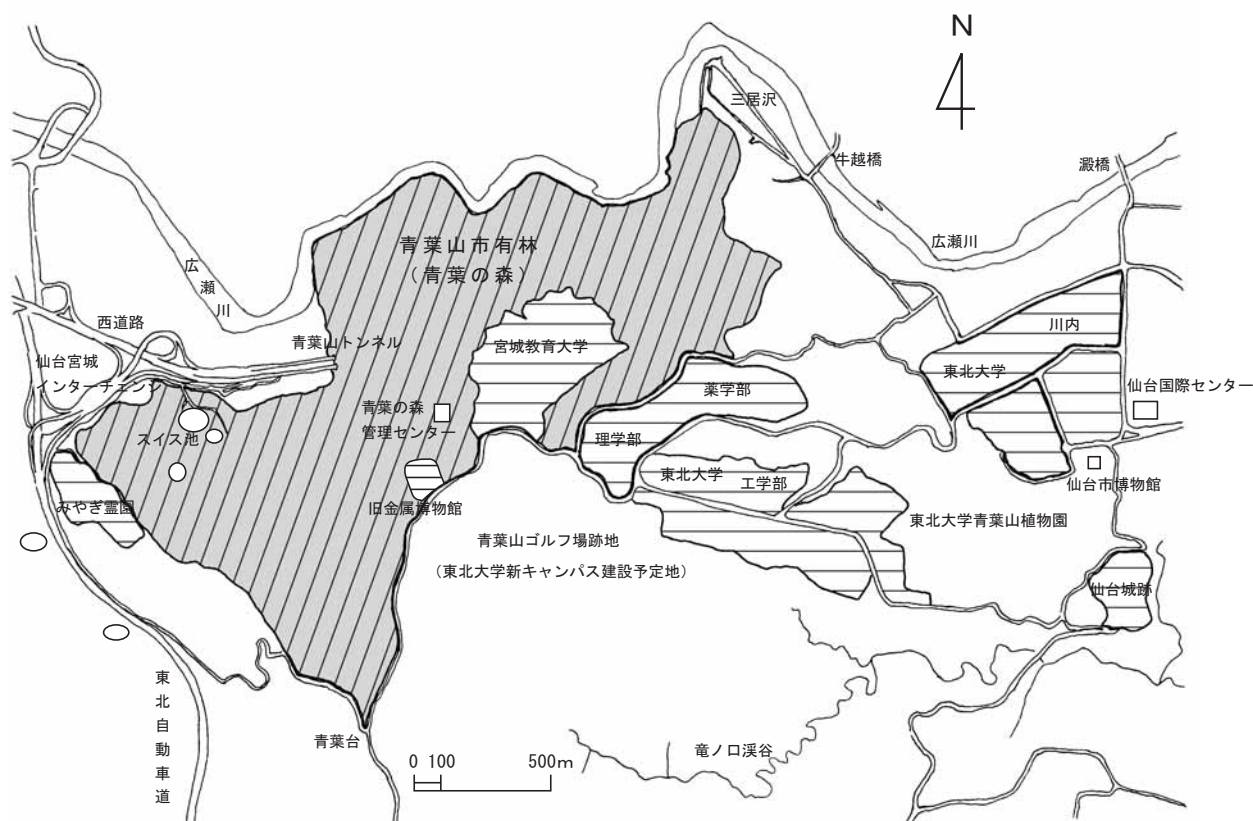 N
三居沢
牛越橋
澱橋
広瀬川
青葉山市有林
（青葉の森）
広瀬川
西道路
青葉山トンネル
仙台宮城
インターチェンジ
宮城教育大学
川内
東北大学
薬学部
仙台国際センター
青葉の森
管理センター
スイス池
理学部
東北大学
工学部
仙台市博物館
みやぎ霊園
旧金属博物館
東北大学青葉山植物園
青葉山ゴルフ場跡地
（東北大学新キャンパス建設予定地）
仙台城跡
東北自動車道
青葉台
竜ノ口渓谷
0 100 500m